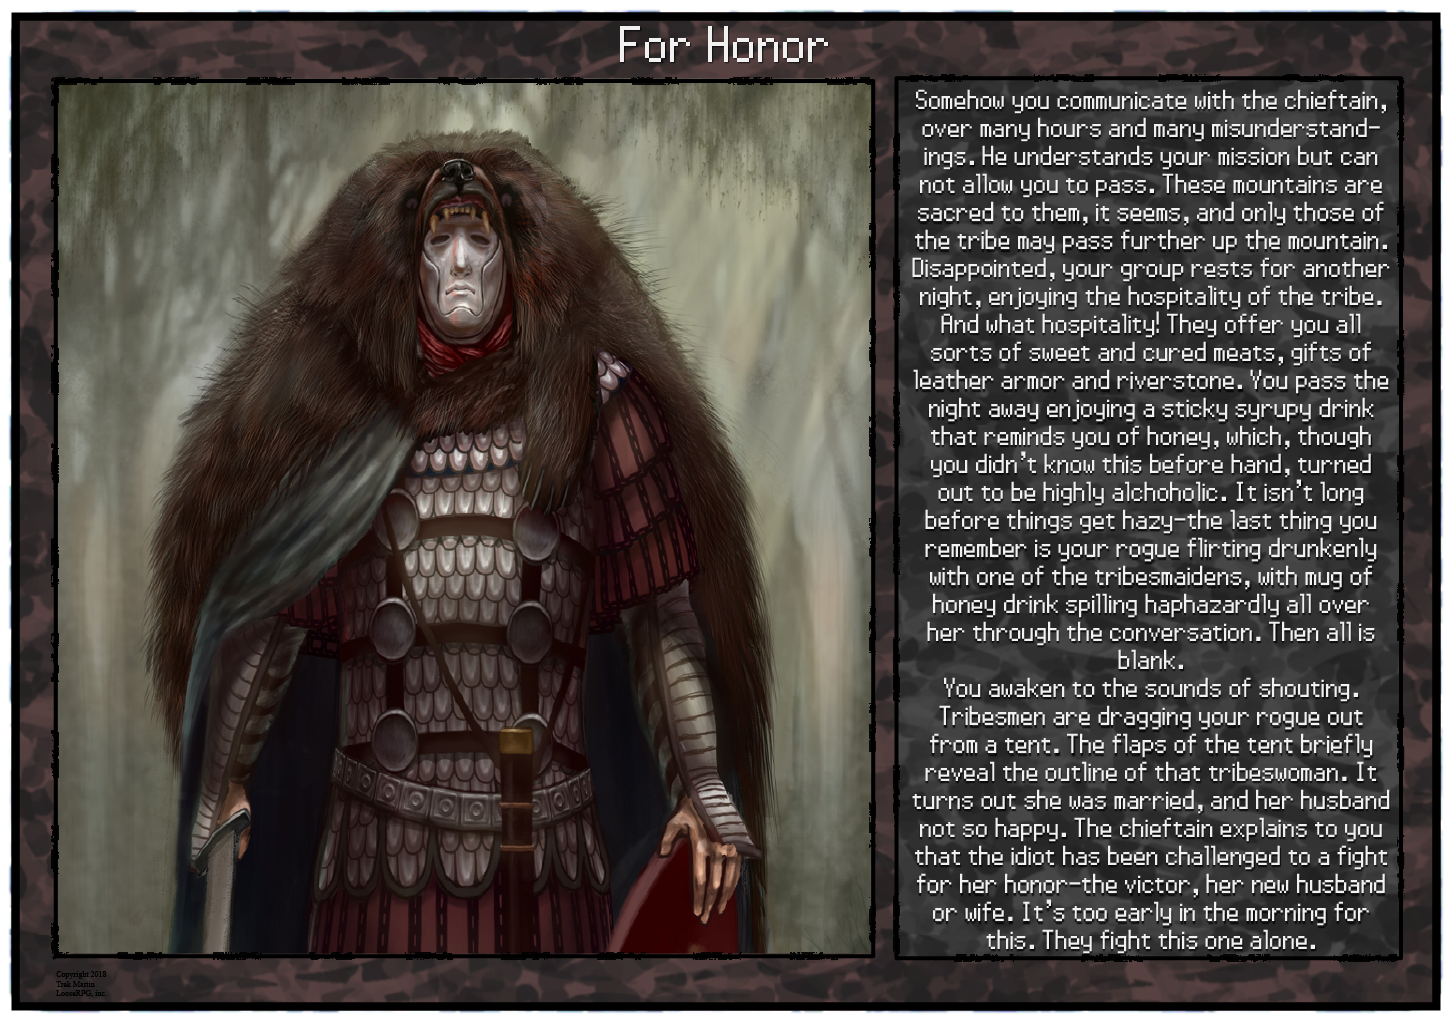 For Honor
Somehow you communicate with the chieftain,
over many hours and many misunderstand-
ings. He understands your mission but can
not allow you to pass. These mountains are
sacred to them, it seems, and only those of
the tribe may pass further up the mountain.
Disappointed, your group rests for another
night, enjoying the hospitality of the tribe.
And what hospitality! They offer you all
sorts of sweet and cured meats, gifts of
leather armor and riverstone. You pass the
night away enjoying a sticky syrupy drink
that reminds you of honey, which, though
you didn't know this before hand, turned
out to be highly alchoholic. It isn't long
before things get hazy-the last thing you
remember is your rogue flirting drunkenly
with one of the tribesmaidens, with mug of
honey drink spilling haphazardly all over
her through the conversation. Then all is
blank.
You awaken to the sounds of shouting.
Tribesmen are dragging your rogue out
from a tent. The flaps of the tent briefly
reveal the outline of that tribeswoman. It
turns out she was married, and her husband
not so happy. The chieftain explains to you
that the idiot has been challenged to a fight
for her honor-the victor, her new husband
or wife. It's too early in the morning for
this. They fight this one alone.
Copyright 2018
Trak Martin
LooseRPG, inc.